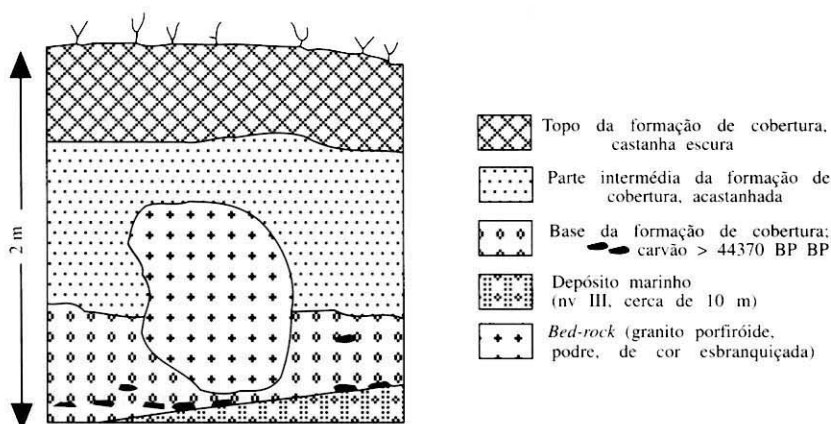 2 m
Topo da formação de cobertura,
castanha escura
Parte intermédia da formação de
cobertura, acastanhada
Base da formação de cobertura;
carvão > 44370 BP BP
Depósito marinho
(nv III, cerca de 10 m)
Bed-rock (granito porfiróide,
podre, de cor esbranquiçada)